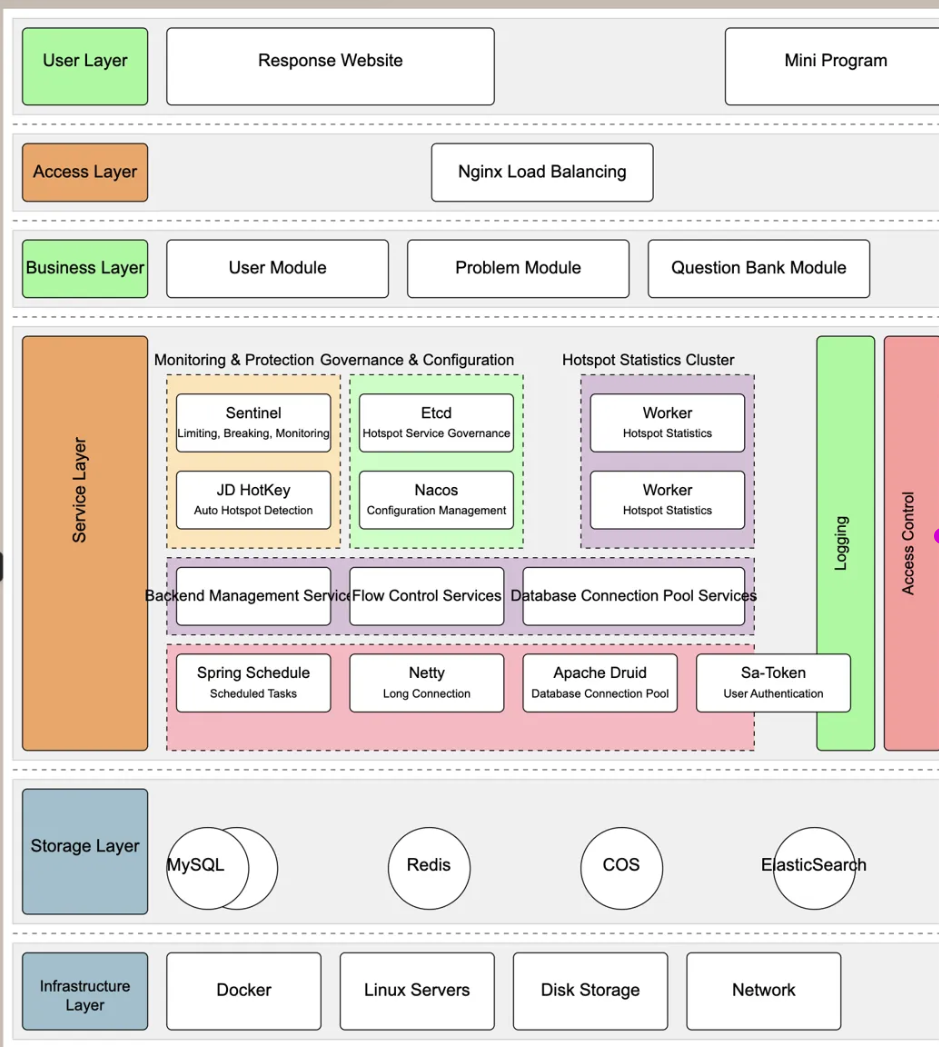 User Layer
Response Website
Mini Program
Access Layer
Nginx Load Balancing
Business Layer
User Module
Problem Module
Question Bank Module
Service Layer
Monitoring & Protection
Governance & Configuration
Hotspot Statistics Cluster
Sentinel
Limiting, Breaking, Monitoring
Etcd
Hotspot Service Governance
Worker
Hotspot Statistics
JD HotKey
Auto Hotspot Detection
Nacos
Configuration Management
Worker
Hotspot Statistics
Backend Management Service
Flow Control Services
Database Connection Pool Services
Spring Schedule
Scheduled Tasks
Netty
Long Connection
Apache Druid
Database Connection Pool
Sa-Token
User Authentication
Logging
Access Control
Storage Layer
MySQL
Redis
COS
ElasticSearch
Infrastructure
Layer
Docker
Linux Servers
Disk Storage
Network